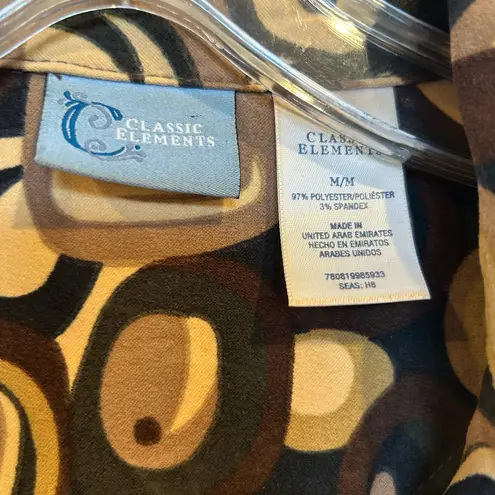 C CLASSIC
ELEMENTS
CLASSIC
ELEMENTS
M/M
97% POLYESTER/POLIÉSTER
3% SPANDEX
MADE IN
UNITED ARAB EMIRATES
HECHO EN EMIRATOS
ARABES UNIDOS
780819985933
SEAS: H8